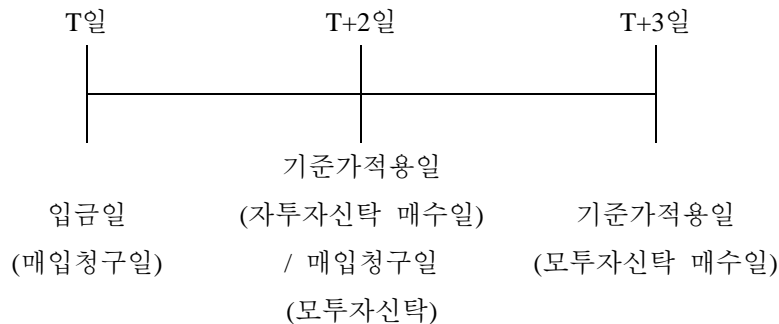 T일 T+2일 T+3일
기준가적용일
입금일 (자투자신탁 매수일) 기준가적용일
(매입청구일) / 매입청구일 (모투자신탁 매수일)
(모투자신탁)